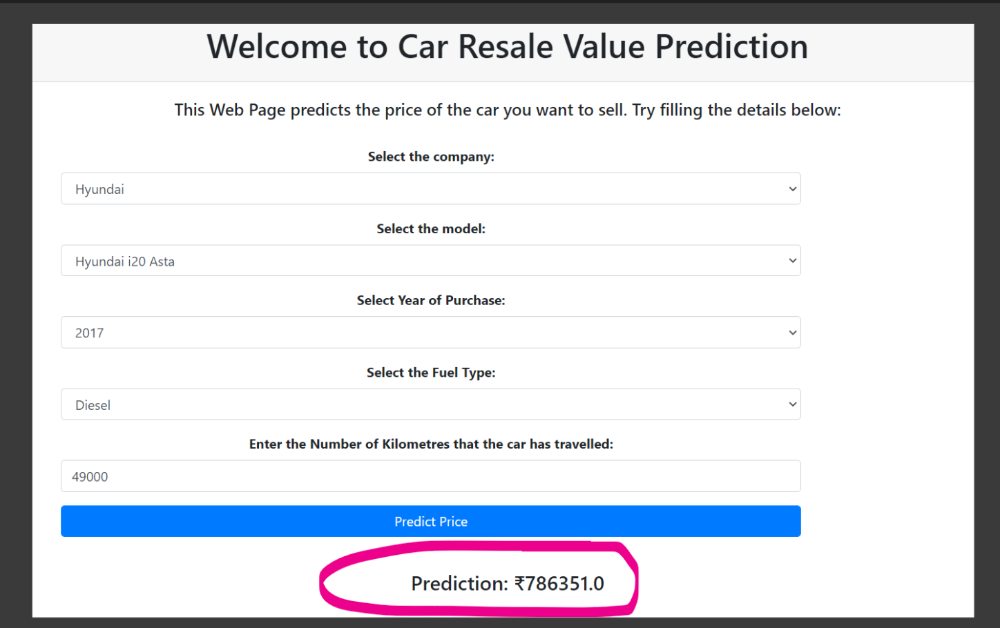 Welcome to Car Resale Value Prediction
This Web Page predicts the price of the car you want to sell. Try filling the details below:
Select the company:
Hyundai
Select the model:
Hyundai i20 Asta
Select Year of Purchase:
2017
Select the Fuel Type:
Diesel
Enter the Number of Kilometres that the car has travelled:
49000
Predict Price
Prediction: ₹786351.0